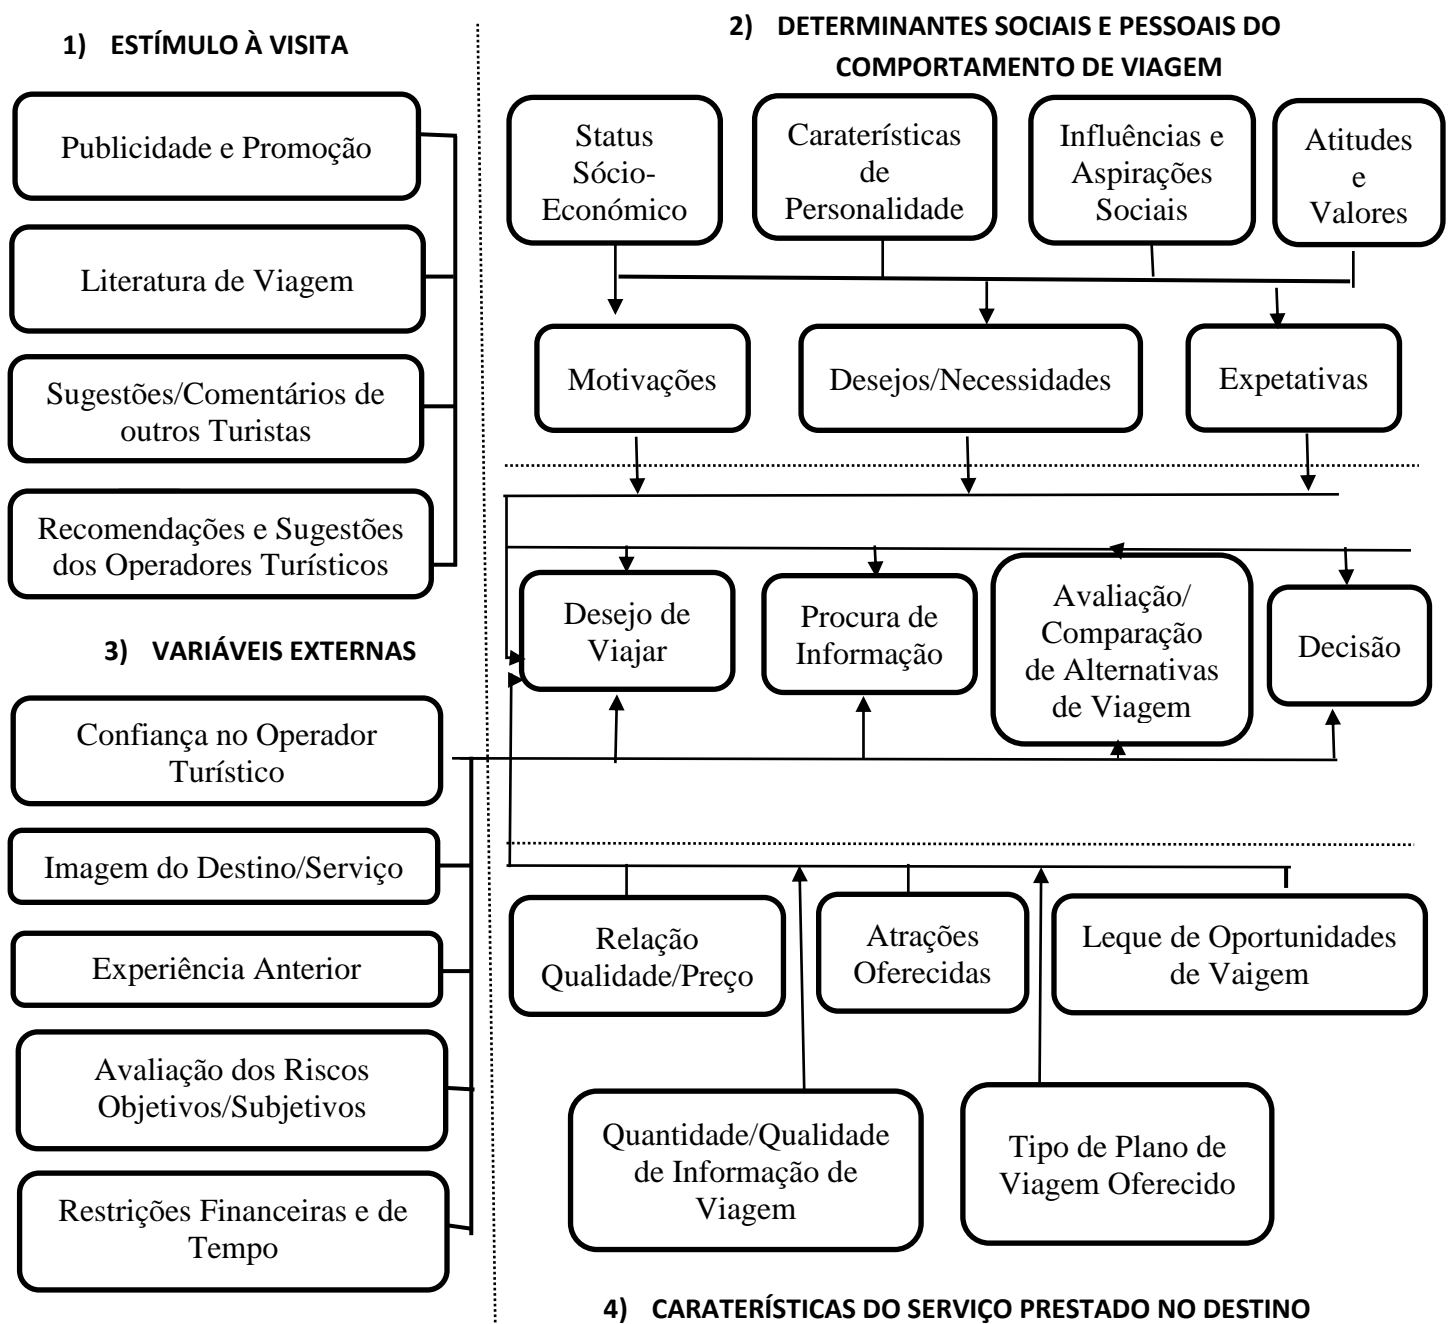 1) ESTÍMULO À VISITA
Publicidade e Promoção
Literatura de Viagem
Sugestões/Comentários de
outros Turistas
Recomendações e Sugestões
dos Operadores Turísticos
2) DETERMINANTES SOCIAIS E PESSOAIS DO
COMPORTAMENTO DE VIAGEM
Status
Sócio-
Económico
Caraterísticas
de
Personalidade
Influências e
Aspirações
Sociais
Atitudes
e
Valores
Motivações
Desejos/Necessidades
Expetativas
Desejo de
Viajar
Procura de
Informação
Avaliação/
Comparação
de Alternativas
de Viagem
Decisão
3) VARIÁVEIS EXTERNAS
Confiança no Operador
Turístico
Imagem do Destino/Serviço
Experiência Anterior
Avaliação dos Riscos
Objetivos/Subjetivos
Restrições Financeiras e de
Tempo
Relação
Qualidade/Preço
Atrações
Oferecidas
Leque de Oportunidades
de Vaigem
Quantidade/Qualidade
de Informação de
Viagem
Tipo de Plano de
Viagem Oferecido
4) CARATERÍSTICAS DO SERVIÇO PRESTADO NO DESTINO